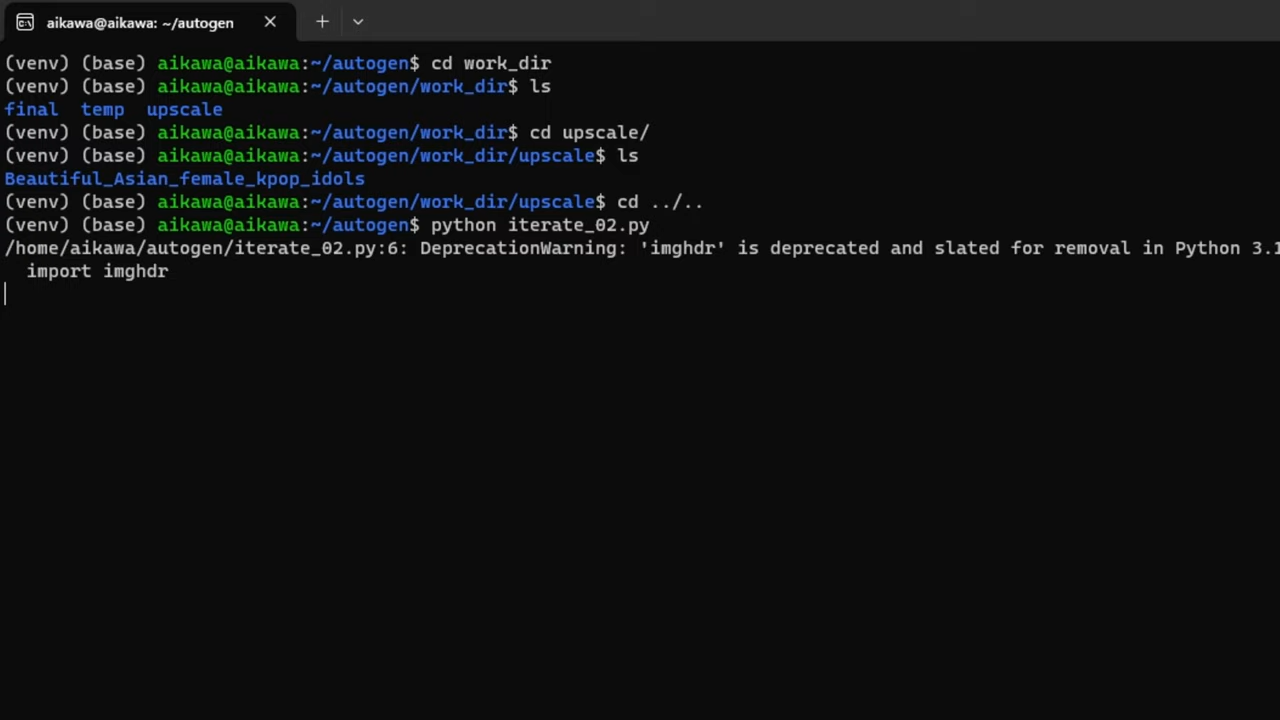 aikawa@aikawa: ~/autogen
(venv) (base) aikawa@aikawa:~/autogen$ cd work_dir
(venv) (base) aikawa@aikawa:~/autogen/work_dir$ ls
final  temp  upscale
(venv) (base) aikawa@aikawa:~/autogen/work_dir$ cd upscale/
(venv) (base) aikawa@aikawa:~/autogen/work_dir/upscale$ ls
Beautiful_Asian_female_kpop_idols
(venv) (base) aikawa@aikawa:~/autogen/work_dir/upscale$ cd ../..
(venv) (base) aikawa@aikawa:~/autogen$ python iterate_02.py
/home/aikawa/autogen/iterate_02.py:6: DeprecationWarning: 'imghdr' is deprecated and slated for removal in Python 3.1
  import imghdr